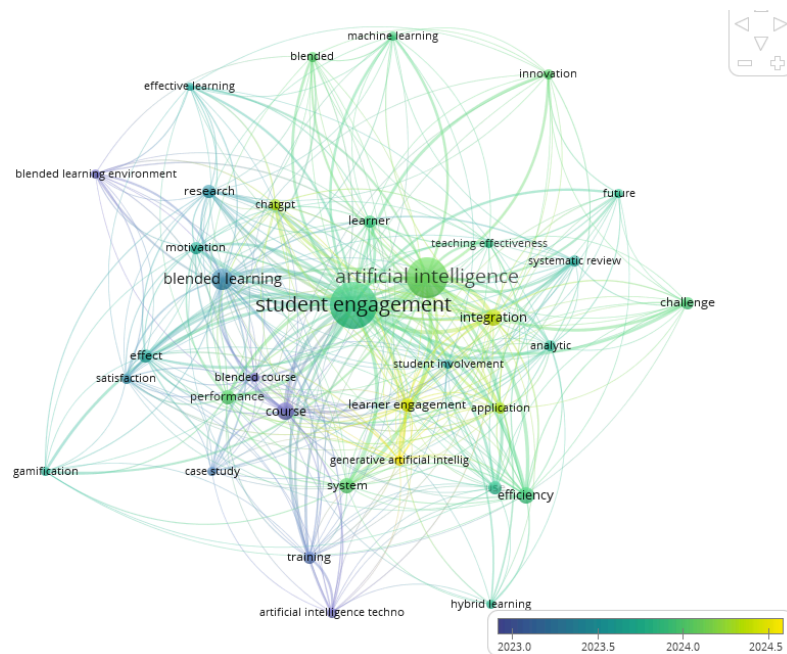 machine learning
blended
innovation
effective learning
blended learning environment
research
future
chatgpt
learner
motivation
teaching effectiveness
systematic review
blended learning
artificial intelligence
student engagement
challenge
integration
analytic
effect
student involvement
satisfaction
blended course
performance
learner engagement
application
course
generative artificial intellig
gamification
case study
system
efficiency
training
hybrid learning
artificial intelligence techno
2023.0 2023.5 2024.0 2024.5